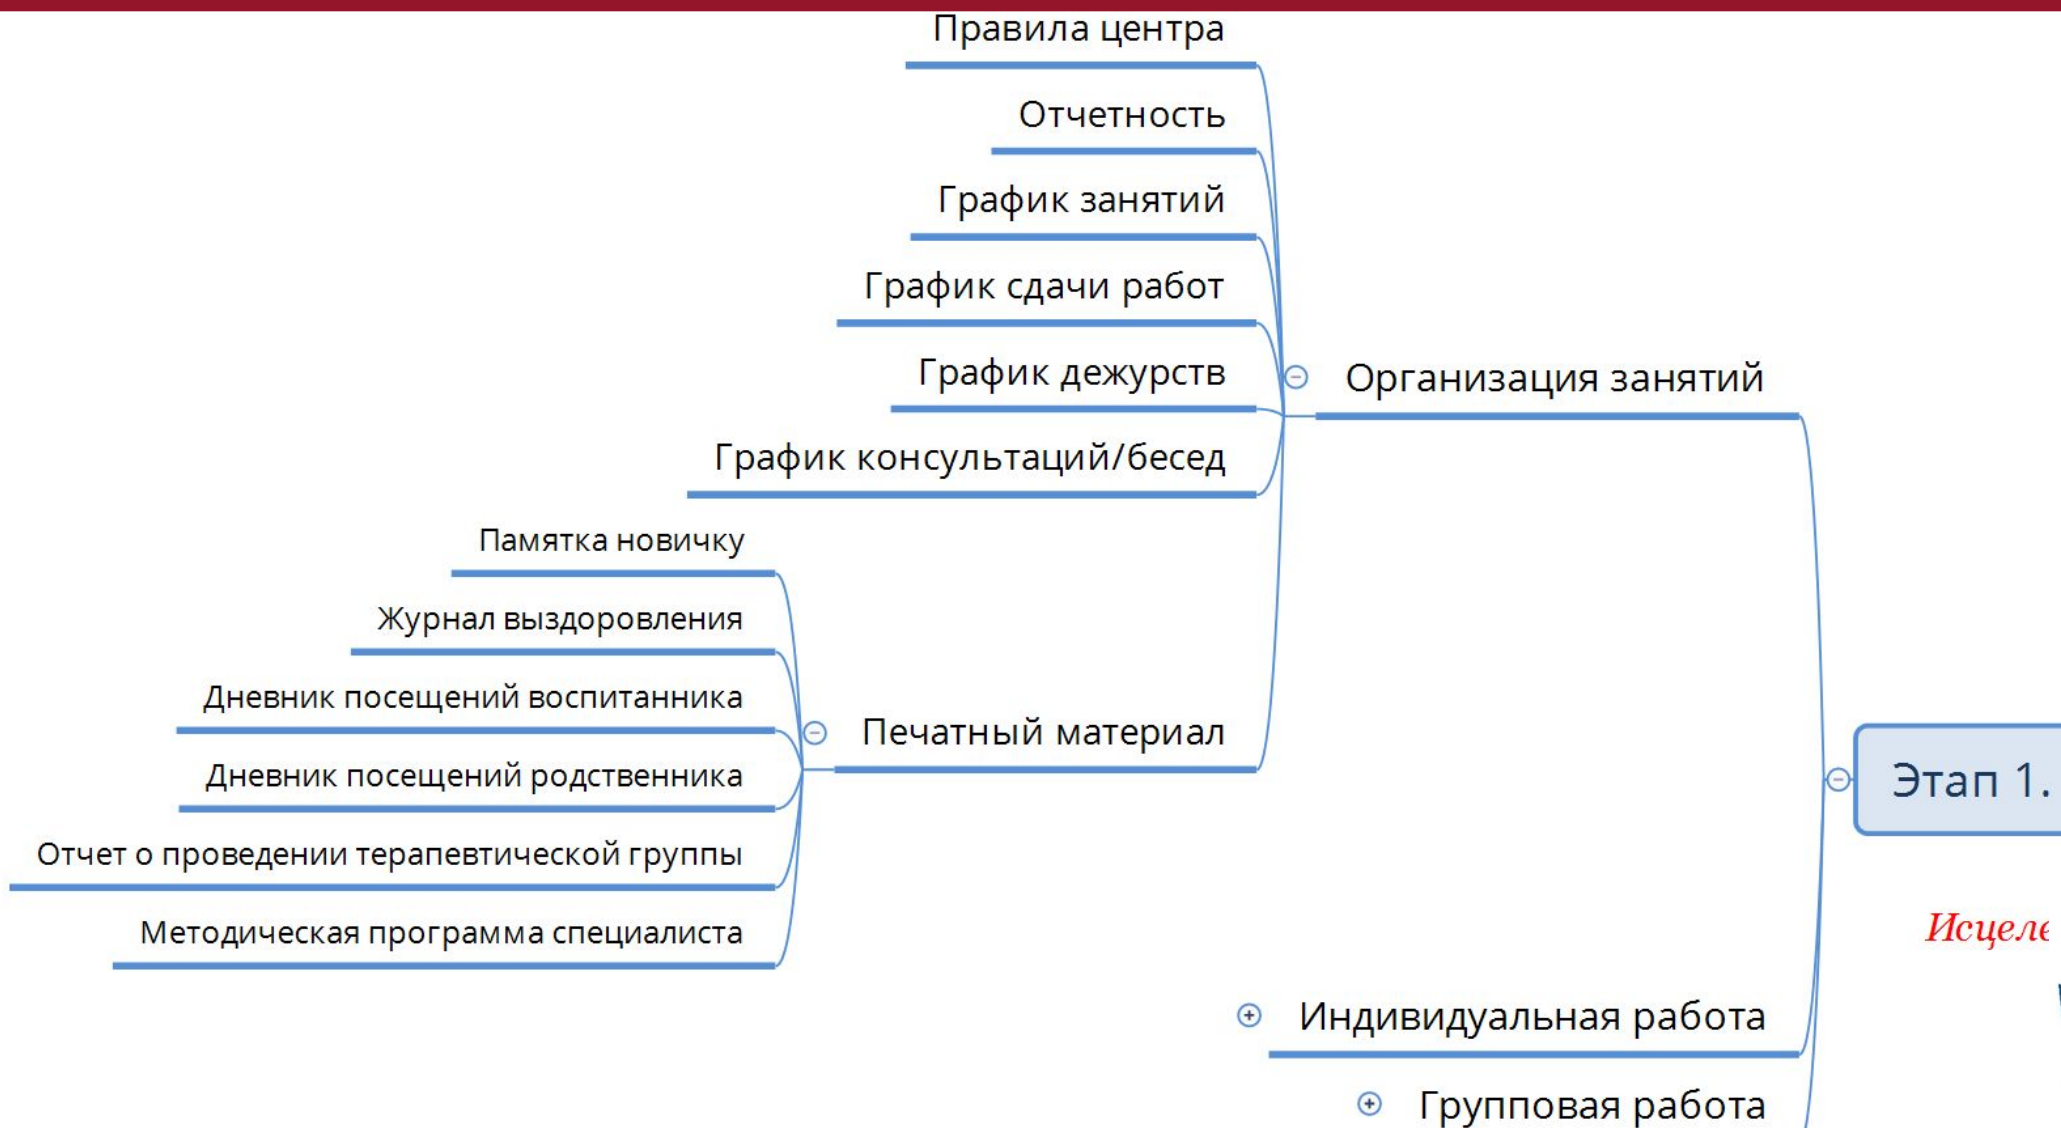 Правила центра
Отчетность
График занятий
График сдачи работ
График дежурств
График консультаций/бесед
Организация занятий
Памятка новичку
Журнал выздоровления
Дневник посещений воспитанника
Дневник посещений родственника
Отчет о проведении терапевтической группы
Методическая программа специалиста
Печатный материал
Этап 1.
Исцеле
Индивидуальная работа
Групповая работа